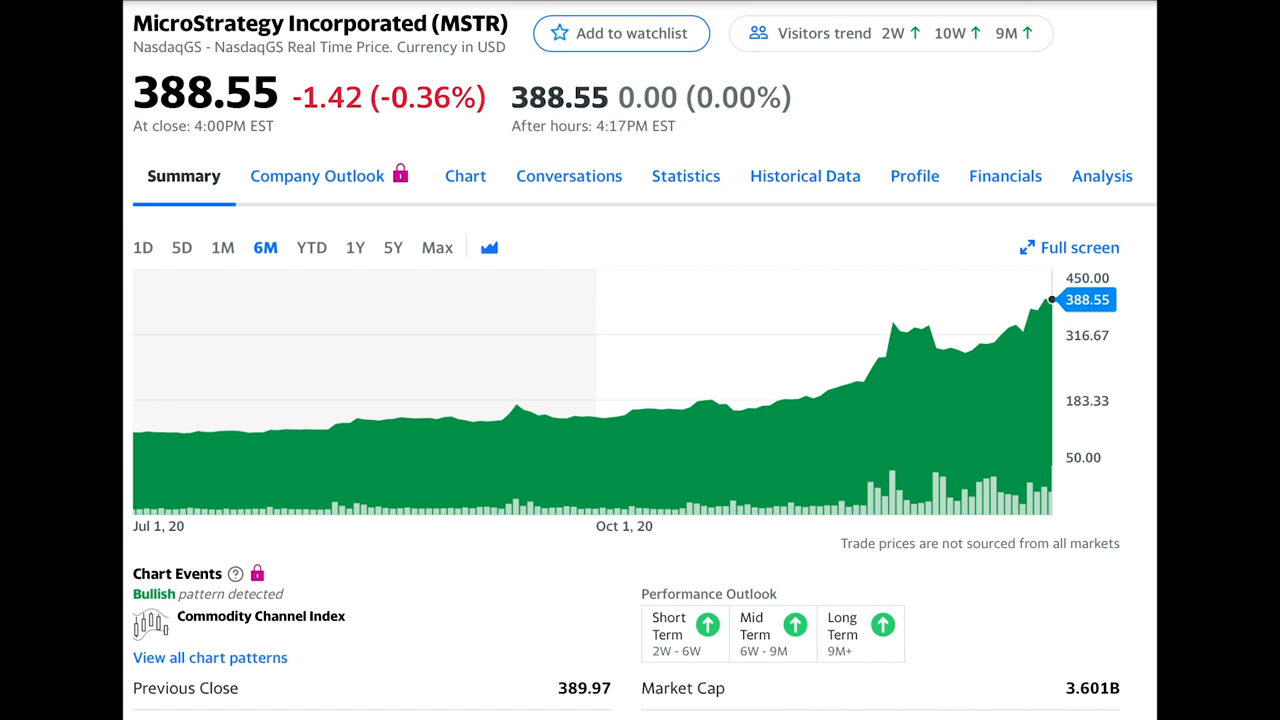 MicroStrategy Incorporated (MSTR)
NasdaqGS - NasdaqGS Real Time Price. Currency in USD
Add to watchlist
Visitors trend 2W ↑ 10W ↑ 9M ↑
388.55 -1.42 (-0.36%)
At close: 4:00PM EST
388.55 0.00 (0.00%)
After hours: 4:17PM EST
Summary Company Outlook Chart Conversations Statistics Historical Data Profile Financials Analysis
1D 5D 1M 6M YTD 1Y 5Y Max
Full screen
450.00
388.55
316.67
183.33
50.00
Jul 1, 20
Oct 1, 20
Trade prices are not sourced from all markets
Chart Events
Bullish pattern detected
Commodity Channel Index
View all chart patterns
Performance Outlook
Short
Term
2W - 6W
Mid
Term
6W - 9M
Long
Term
9M+
Previous Close 389.97
Market Cap 3.601B